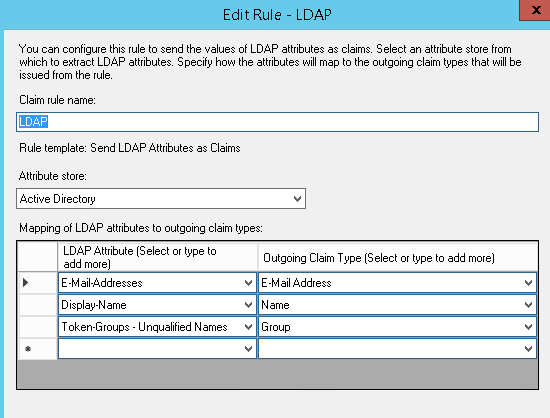 Edit Rule - LDAP
x
You can configure this rule to send the values of LDAP attributes as claims. Select an attribute store from
which to extract LDAP attributes. Specify how the attributes will map to the outgoing claim types that will be
issued from the rule.
Claim rule name:
LDAP
Rule template: Send LDAP Attributes as Claims
Attribute store:
Active Directory
Mapping of LDAP attributes to outgoing claim types:
LDAP Attribute (Select or type to
add more)
Outgoing Claim Type (Select or type to add more)
E-Mail-Addresses
E-Mail Address
Display-Name
Name
Token-Groups - Unqualified Names
Group